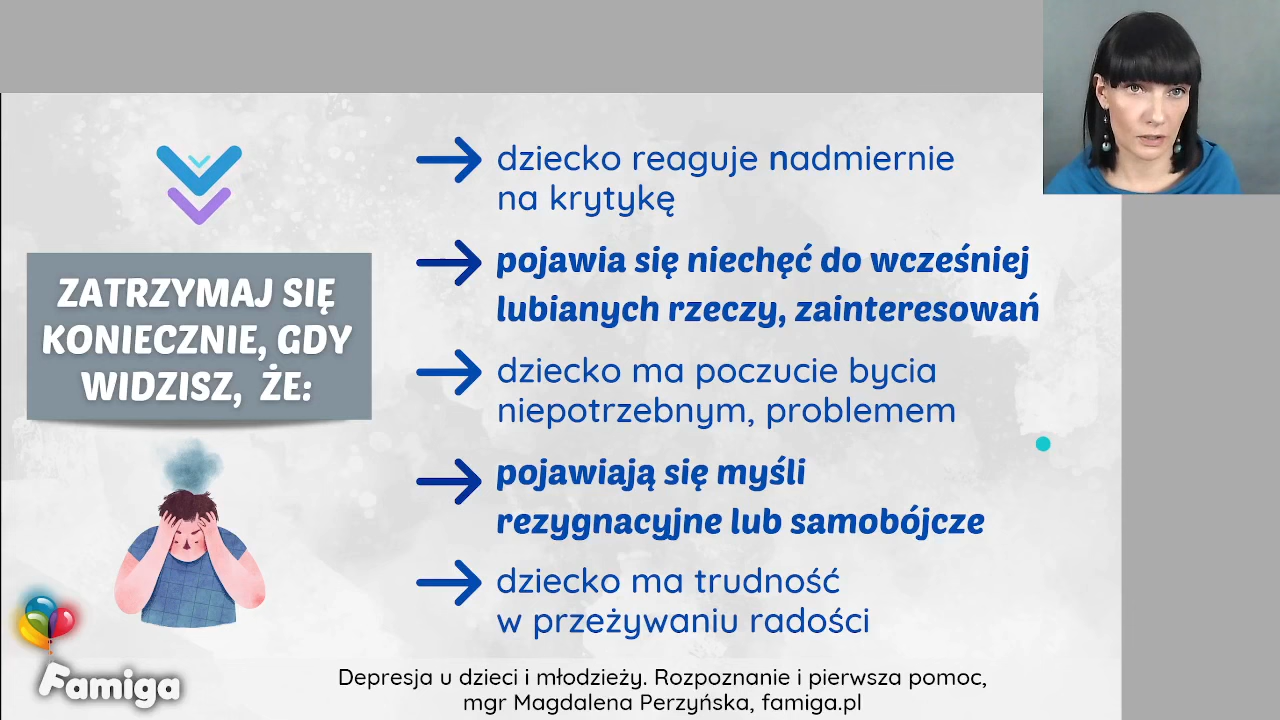 ZATRZYMAJ SIĘ
KONIECZNIE, GDY
WIDZISZ, ŻE:
dziecko reaguje nadmiernie
na krytykę
pojawia się niechęć do wcześniej
lubianych rzeczy, zainteresowań
dziecko ma poczucie bycia
niepotrzebnym, problemem
pojawiają się myśli
rezygnacyjne lub samobójcze
dziecko ma trudność
w przeżywaniu radości
Famiga
Depresja u dzieci i młodzieży. Rozpoznanie i pierwsza pomoc,
mgr Magdalena Perzyńska, famiga.pl